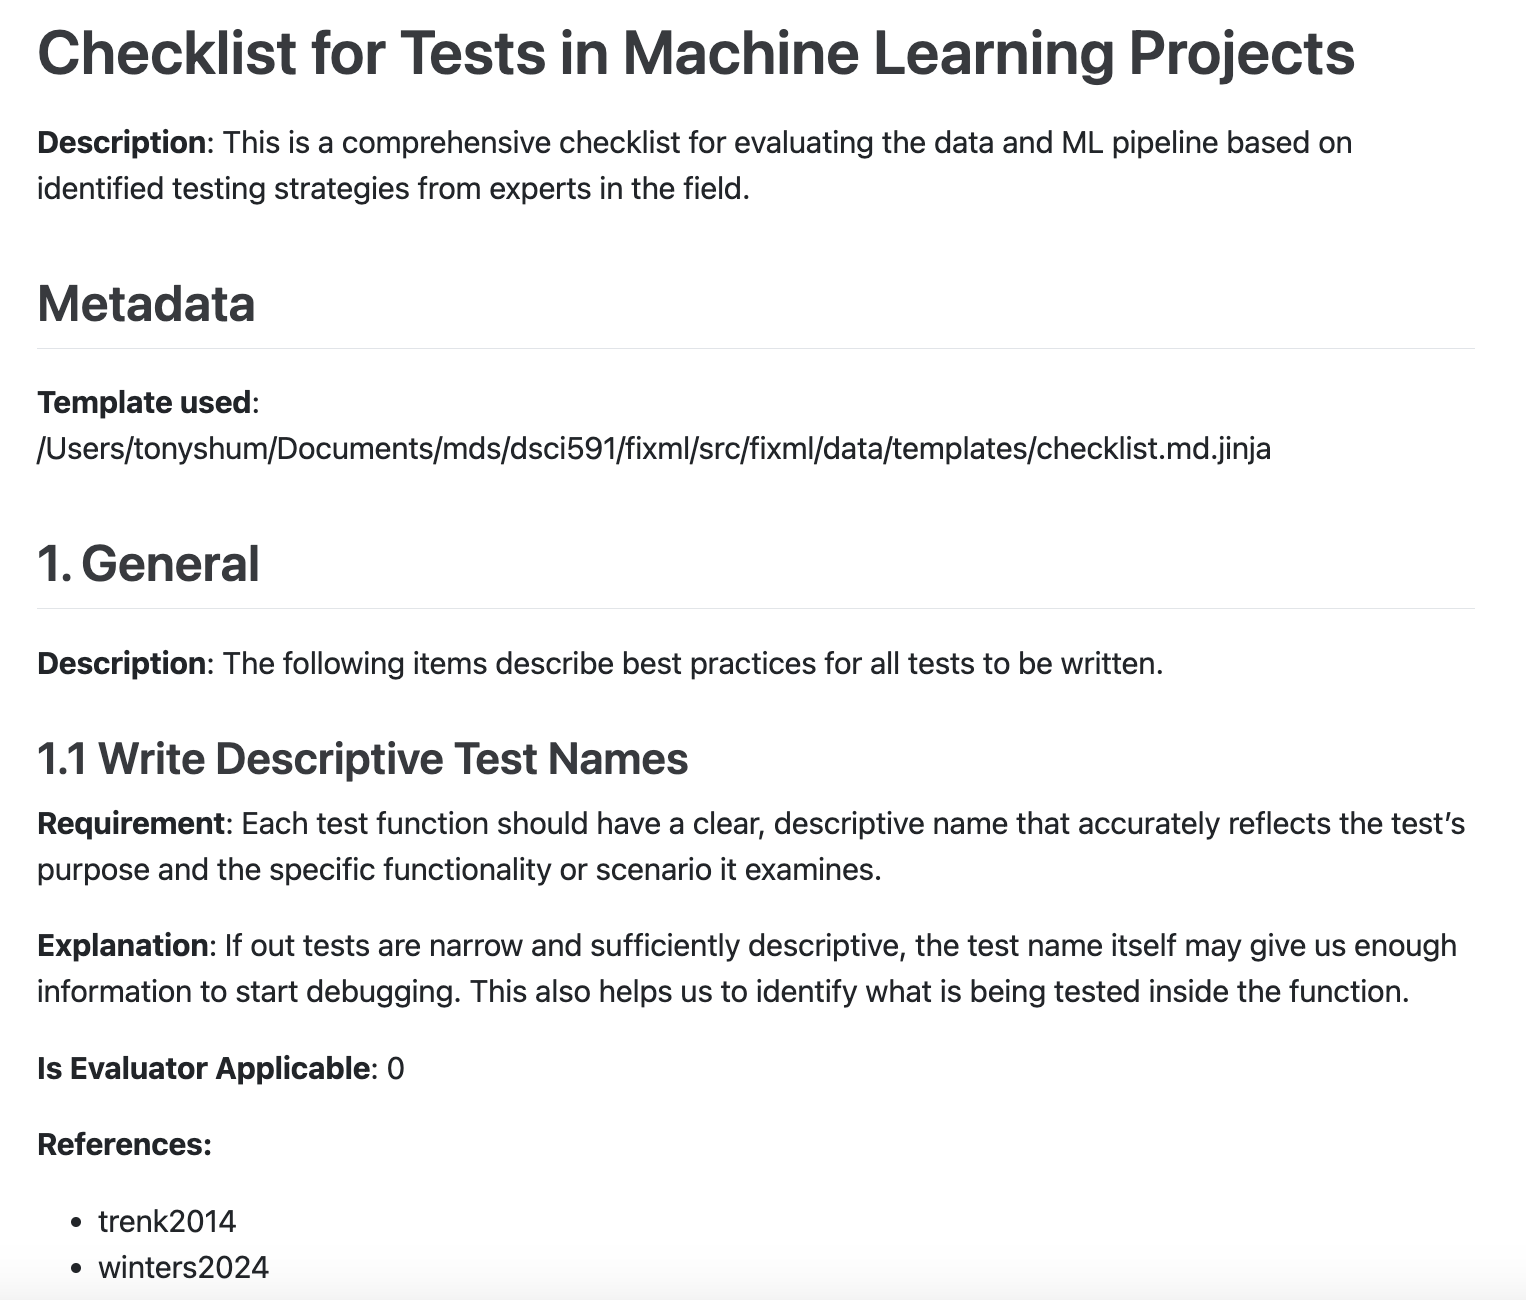 Checklist for Tests in Machine Learning Projects
Description: This is a comprehensive checklist for evaluating the data and ML pipeline based on
identified testing strategies from experts in the field.
Metadata
Template used:
/Users/tonyshum/Documents/mds/dsci591/fixml/src/fixml/data/templates/checklist.md.jinja
1. General
Description: The following items describe best practices for all tests to be written.
1.1 Write Descriptive Test Names
Requirement: Each test function should have a clear, descriptive name that accurately reflects the test’s
purpose and the specific functionality or scenario it examines.
Explanation: If out tests are narrow and sufficiently descriptive, the test name itself may give us enough
information to start debugging. This also helps us to identify what is being tested inside the function.
Is Evaluator Applicable: 0
References:
• trenk2014
• winters2024